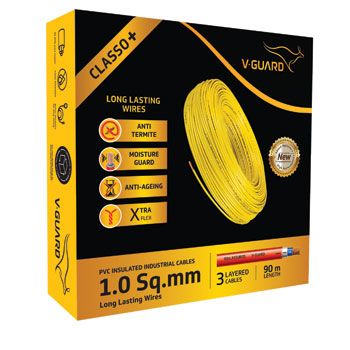 CLASSO+
V-GUARD
LONG LASTING
WIRES
ANTI
TERMITE
MOISTURE
GUARD
ANTI-AGEING
XTRA
FLEX
New
PVC INSULATED INDUSTRIAL CABLES
1.0 Sq.mm
Long Lasting Wires
V-GUARD
3 LAYERED
CABLES
90 m
LENGTH
V-GUARD